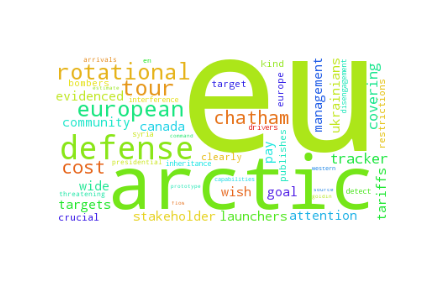 arrivals en kind eu
bombers
rotational target
estimate
evidenced tour europe management ukrainians covering
interference disengagement restrictions
european chatham
community canada drivers
syria command pay publishes
defense clearly tracker
presidential inheritance
cost arctic western
wide capabilities tariffs
threatening prototype wish goal detect
targets
crucial stakeholder launchers attention